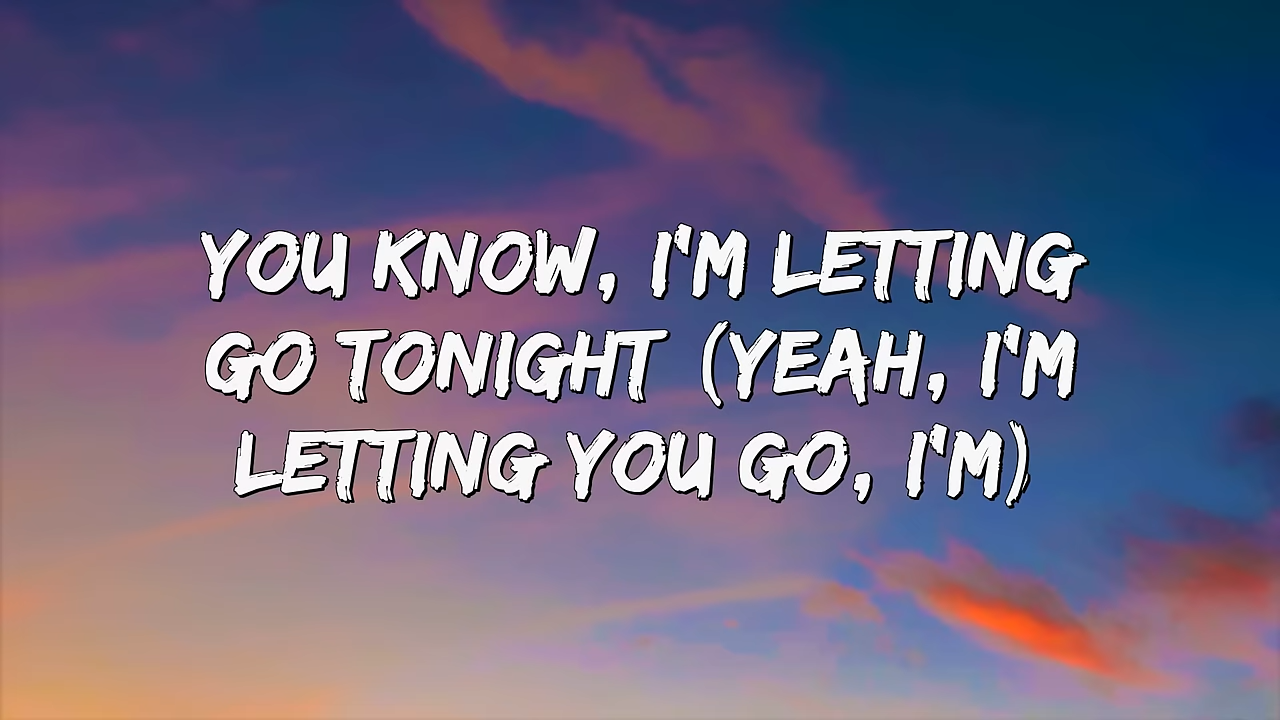 YOU KNOW, I'M LETTING
GO TONIGHT (YEAH, I'M
LETTING YOU GO, I'M)